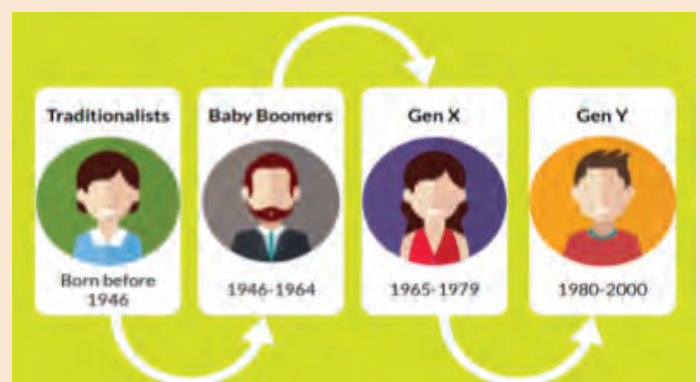 Traditionalists
Born before
1946
Baby Boomers
1946-1964
Gen X
1965-1979
Gen Y
1980-2000